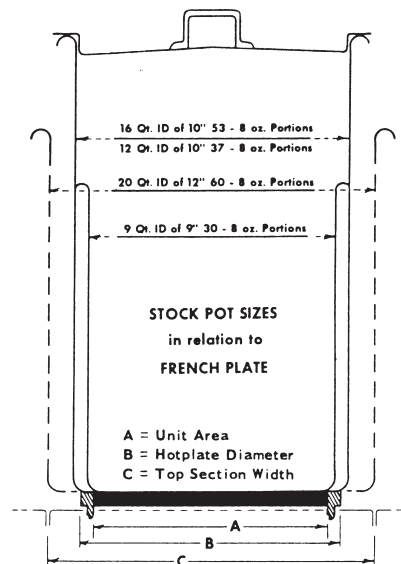 16 Qt. ID of 10" 53 - 8 oz. Portions
12 Qt. ID of 10" 37 - 8 oz. Portions
20 Qt. ID of 12" 60 - 8 oz. Portions
9 Qt. ID of 9" 30 - 8 oz. Portions
STOCK POT SIZES
in relation to
FRENCH PLATE
A = Unit Area
B = Hotplate Diameter
C = Top Section Width
A
B
C